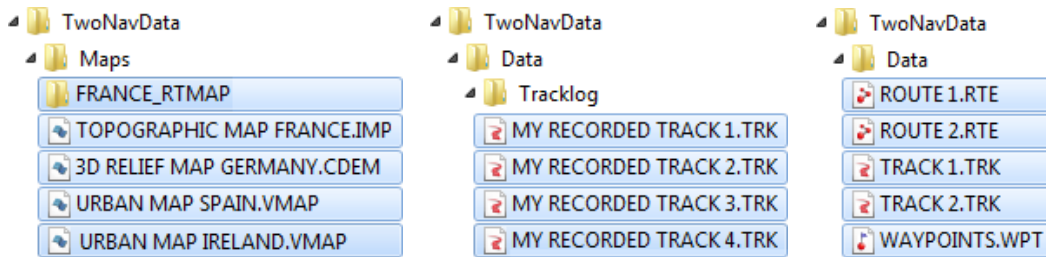 TwoNavData
Maps
FRANCE_RTMAP
TOPOGRAPHIC MAP FRANCE.IMP
3D RELIEF MAP GERMANY.CDEM
URBAN MAP SPAIN.VMAP
URBAN MAP IRELAND.VMAP
TwoNavData
Data
Tracklog
MY RECORDED TRACK 1.TRK
MY RECORDED TRACK 2.TRK
MY RECORDED TRACK 3.TRK
MY RECORDED TRACK 4.TRK
TwoNavData
Data
ROUTE 1.RTE
ROUTE 2.RTE
TRACK 1.TRK
TRACK 2.TRK
WAYPOINTS.WPT